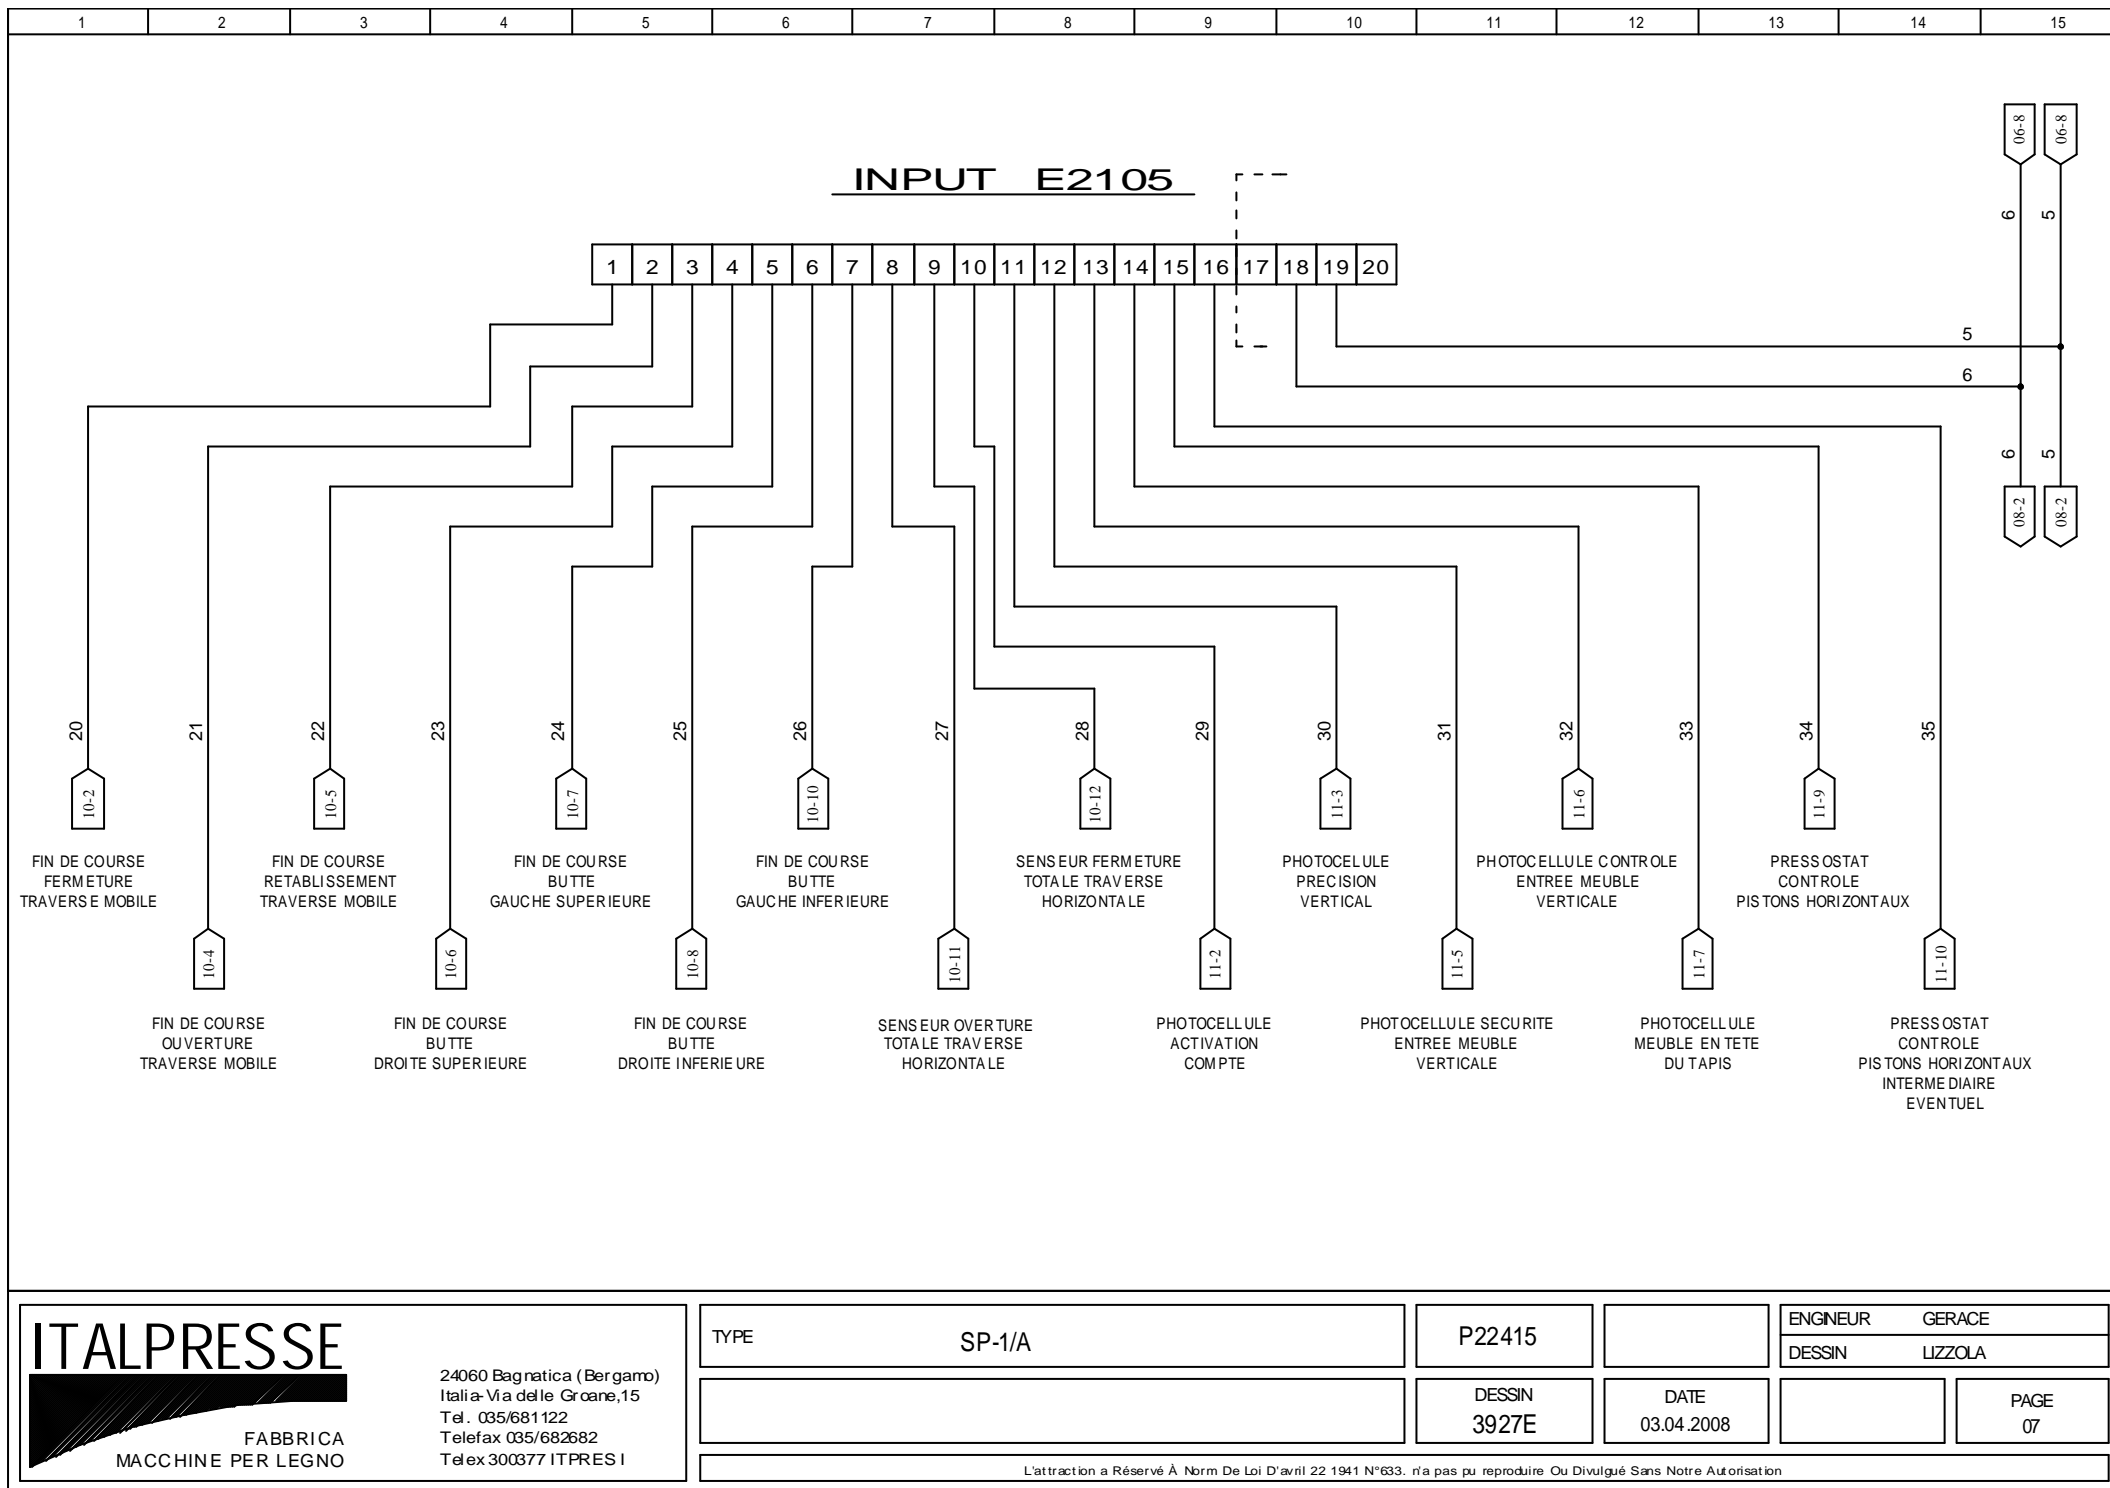 1 2 3 4 5 6 7 8 9 10 11 12 13 14 15
06-8 06-8
INPUT E2105
6 5
1 2 3 4 5 6 7 8 9 10 11 12 13 14 15 16 17 18 19 20
5
6
6 5
08-2 08-2
20 21 22 23 24 25 26 27 28 29 30 31 32 33 34 35
10-2 10-5 10-7 10-10 10-12 11-3 11-6 11-9
FIN DE COURSE
FERMETURE
TRAVERSE MOBILE
FIN DE COURSE
RETABLISSEMENT
TRAVERSE MOBILE
FIN DE COURSE
BUTTE
GAUCHE SUPERIEURE
FIN DE COURSE
BUTTE
GAUCHE INFERIEURE
SENSEUR FERMETURE
TOTALE TRAVERSE
HORIZONTALE
PHOTOCELULE
PRECISION
VERTICAL
PHOTOCELLULE CONTROLE
ENTREE MEUBLE
VERTICALE
PRESSOSTAT
CONTROLE
PISTONS HORIZONTAUX
10-4 10-6 10-8 10-11 11-2 11-5 11-7 11-10
FIN DE COURSE
OUVERTURE
TRAVERSE MOBILE
FIN DE COURSE
BUTTE
DROITE SUPERIEURE
FIN DE COURSE
BUTTE
DROITE INFERIEURE
SENSEUR OVERTURE
TOTALE TRAVERSE
HORIZONTALE
PHOTOCELLULE
ACTIVATION
COMPTE
PHOTOCELLULE SECURITE
ENTREE MEUBLE
VERTICALE
PHOTOCELLULE
MEUBLE EN TETE
DU TAPIS
PRESSOSTAT
CONTROLE
PISTONS HORIZONTAUX
INTERMEDIAIRE
EVENTUEL
ITALPRESSE
FABBRICA
MACCHINE PER LEGNO
24060 Bagnatica (Bergamo)
Italia-Via delle Groane,15
Tel. 035/681122
Telefax 035/682682
Telex 300377 ITPRES I
TYPE SP-1/A
P22415
ENGINEUR GERACE
DESSIN LIZZOLA
DESSIN
3927E
DATE
03.04.2008
PAGE
07
L'attraction a Réservé À Norm De Loi D'avril 22 1941 N°633. n'a pas pu reproduire Ou Divulgué Sans Notre Autorisation